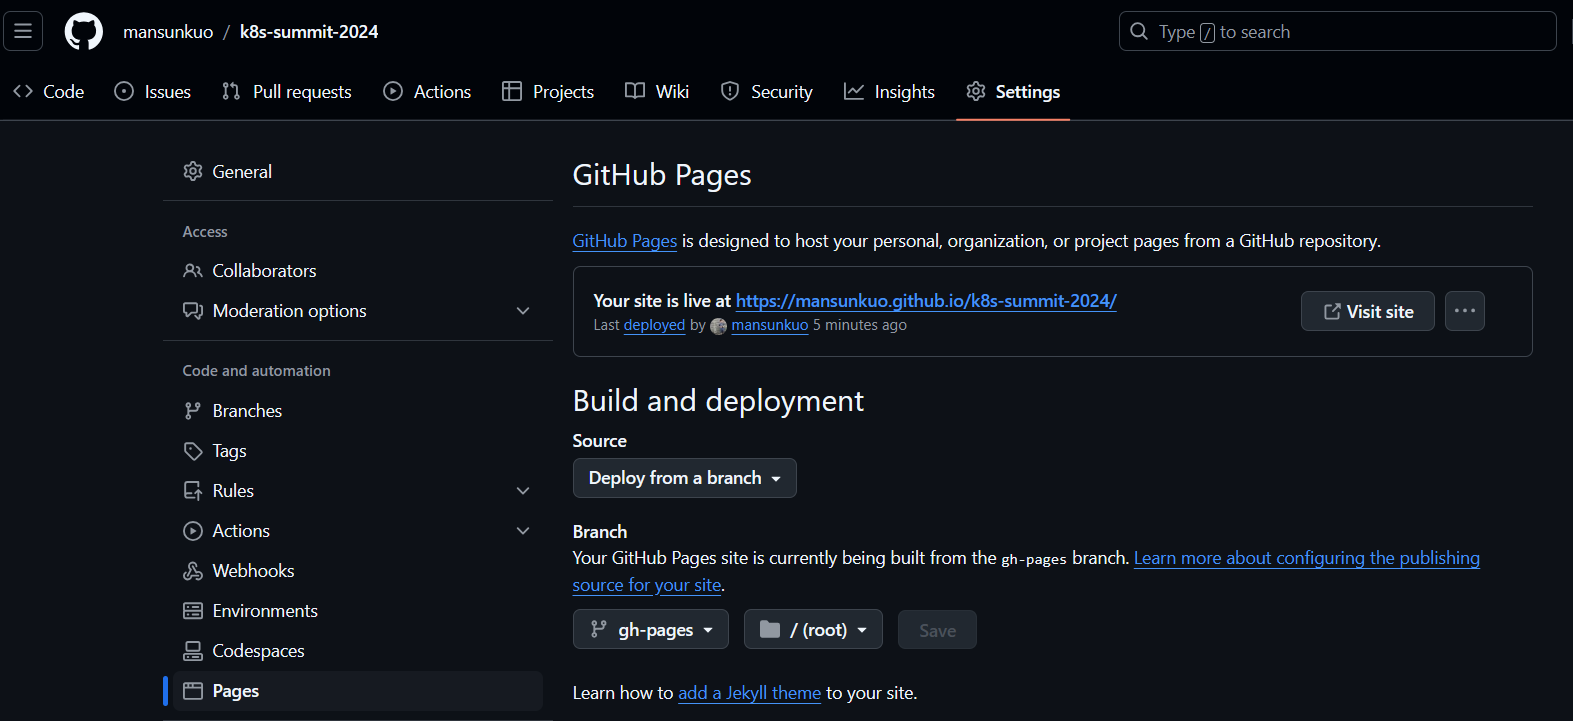 mansunkuo / k8s-summit-2024
Type / to search
Code Issues Pull requests Actions Projects Wiki Security Insights Settings
General
Access
Collaborators
Moderation options
Code and automation
Branches
Tags
Rules
Actions
Webhooks
Environments
Codespaces
Pages
GitHub Pages
GitHub Pages is designed to host your personal, organization, or project pages from a GitHub repository.
Your site is live at https://mansunkuo.github.io/k8s-summit-2024/
Last deployed by mansunkuo 5 minutes ago
Visit site
Build and deployment
Source
Deploy from a branch
Branch
Your GitHub Pages site is currently being built from the gh-pages branch. Learn more about configuring the publishing
source for your site.
gh-pages / (root) Save
Learn how to add a Jekyll theme to your site.